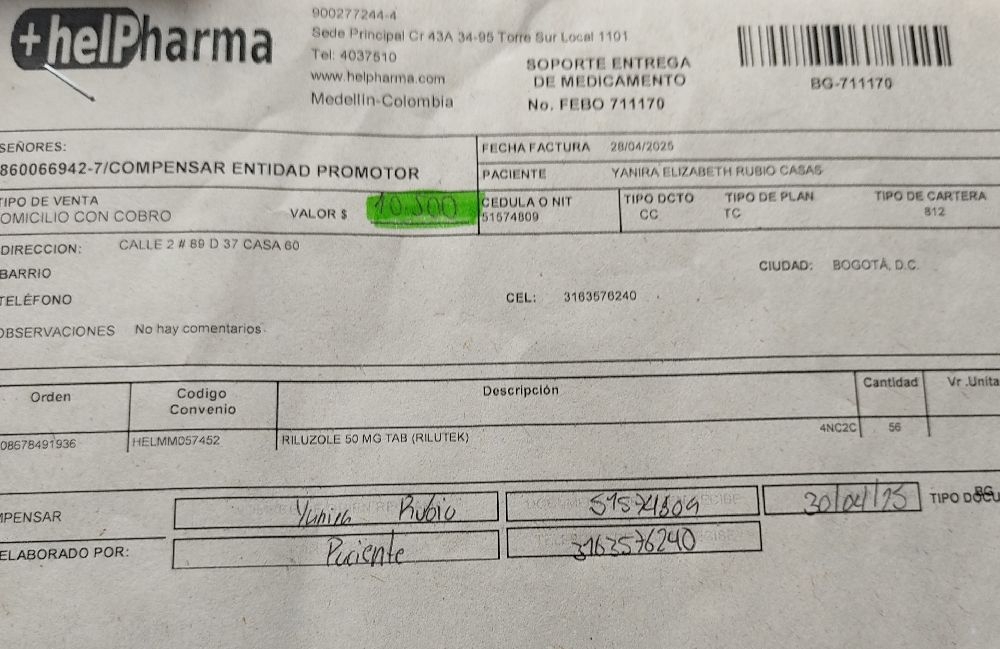 +helPharma
900277244-4
Sede Principal Cr 43A 34-95 Torre Sur Local 1101
Tel: 4037510
www.helpharma.com
Medellín-Colombia
SOPORTE ENTREGA
DE MEDICAMENTO
No. FEBO 711170
BG-711170
SEÑORES:
860066942-7/COMPENSAR ENTIDAD PROMOTOR
FECHA FACTURA 28/04/2025
PACIENTE YANIRA ELIZABETH RUBIO CASAS
TIPO DE VENTA
OMICILIO CON COBRO
VALOR $ 10.500
CEDULA O NIT
51574809
TIPO DCTO
CC
TIPO DE PLAN
TC
TIPO DE CARTERA
812
DIRECCION: CALLE 2 # 89 D 37 CASA 60
BARRIO
CIUDAD: BOGOTÁ, D.C.
TELÉFONO
CEL: 3163576240
OBSERVACIONES No hay comentarios
Orden
Codigo
Convenio
Descripción
Cantidad
Vr .Unita
08678491936 HELMM057452 RILUZOLE 50 MG TAB (RILUTEK) 4NC2C 56
MPENSAR
Yanira Rubio
51574809
30/04/25
TIPO DOCU
BG
ELABORADO POR:
Paciente
3163576240